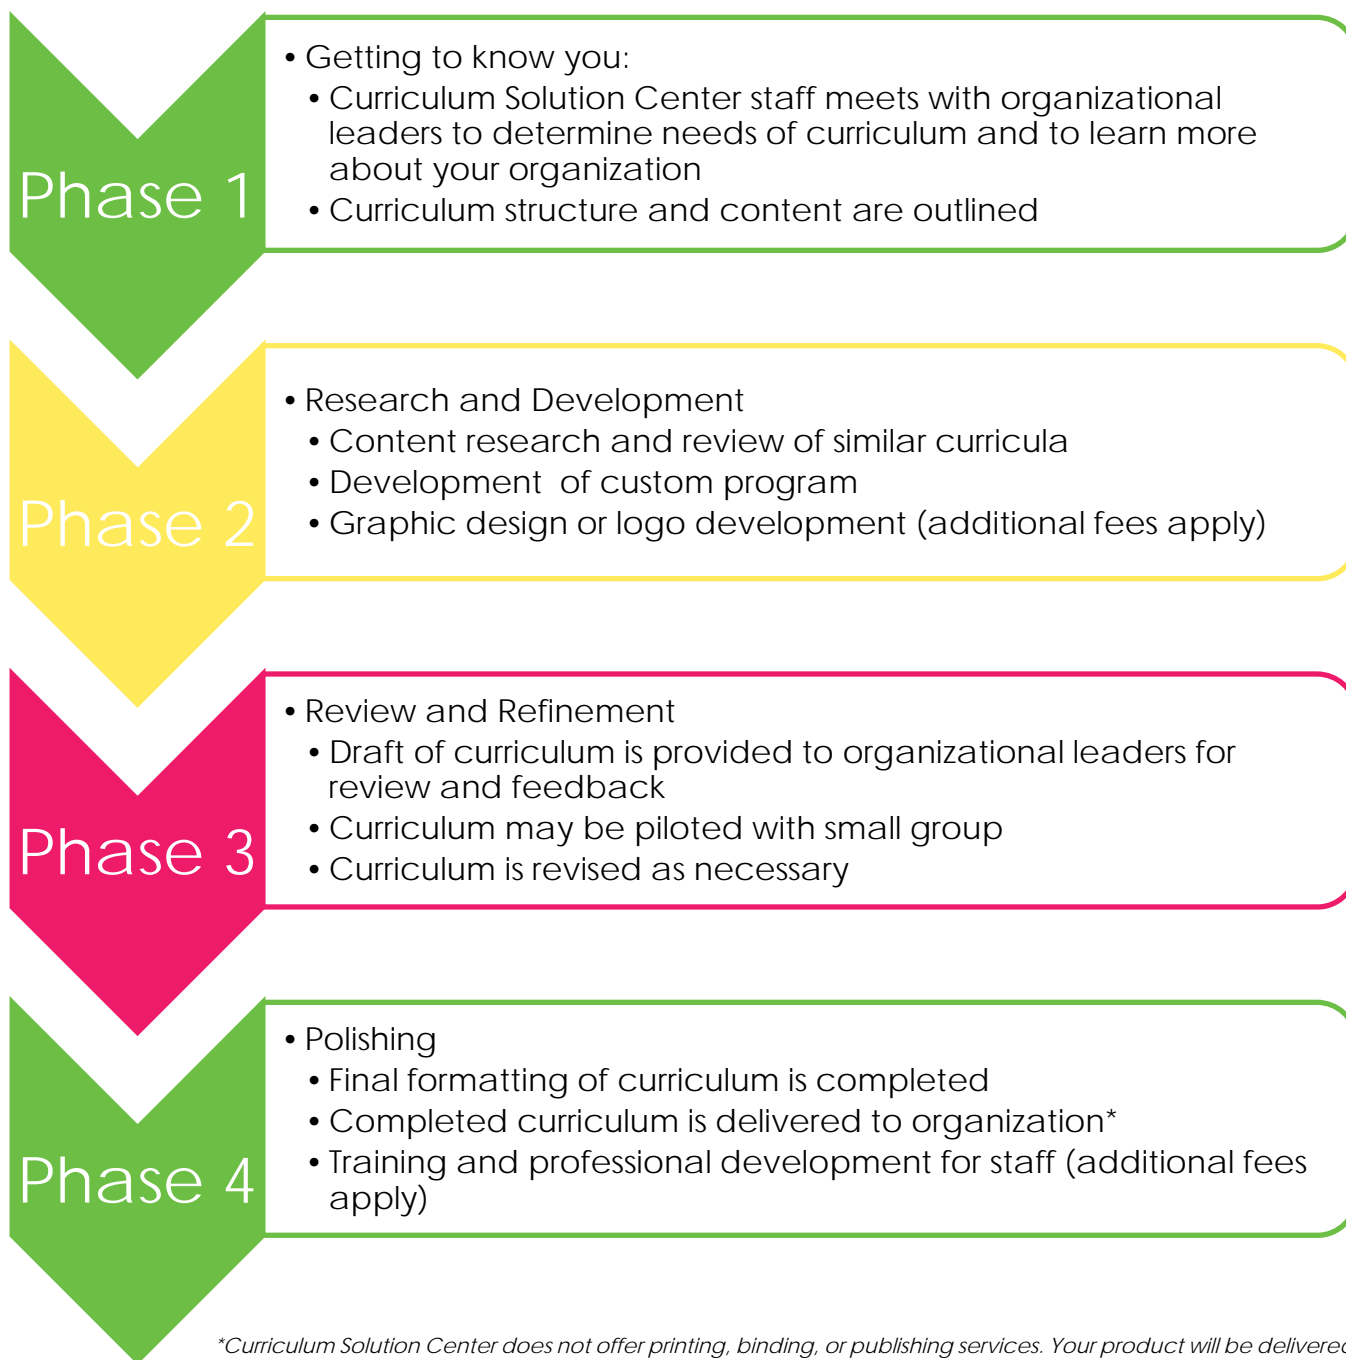 Phase 1
• Getting to know you:
• Curriculum Solution Center staff meets with organizational
leaders to determine needs of curriculum and to learn more
about your organization
• Curriculum structure and content are outlined
Phase 2
• Research and Development
• Content research and review of similar curricula
• Development  of custom program
• Graphic design or logo development (additional fees apply)
Phase 3
• Review and Refinement
• Draft of curriculum is provided to organizational leaders for
review and feedback
• Curriculum may be piloted with small group
• Curriculum is revised as necessary
Phase 4
• Polishing
• Final formatting of curriculum is completed
• Completed curriculum is delivered to organization*
• Training and professional development for staff (additional fees
apply)
*Curriculum Solution Center does not offer printing, binding, or publishing services. Your product will be delivered